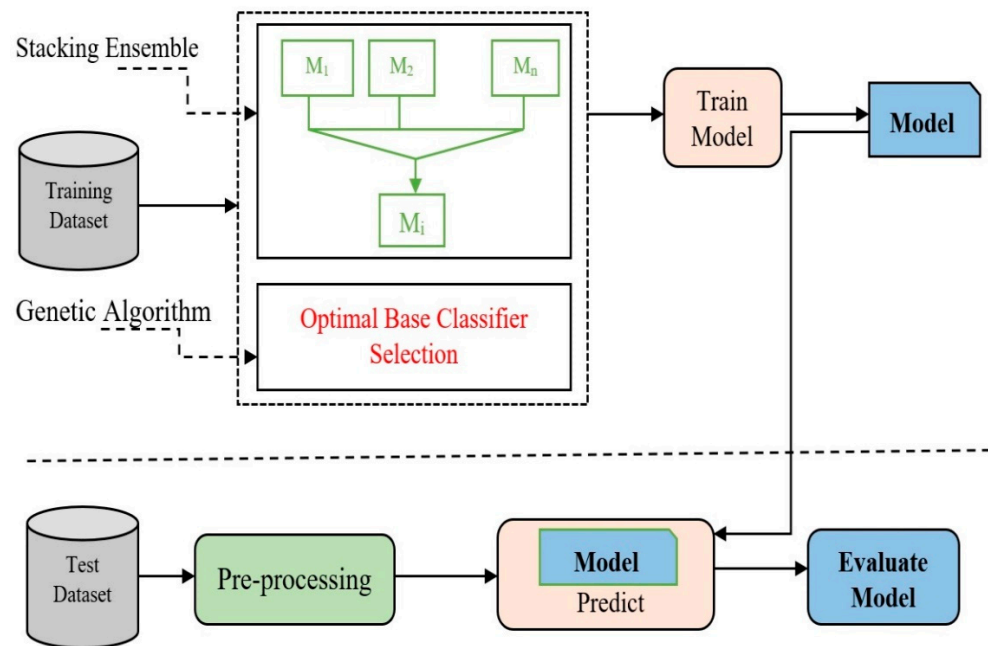 Stacking Ensemble
M1
M2
Mn
Mi
Train
Model
Model
Training
Dataset
Genetic Algorithm
Optimal Base Classifier
Selection
Test
Dataset
Pre-processing
Model
Predict
Evaluate
Model